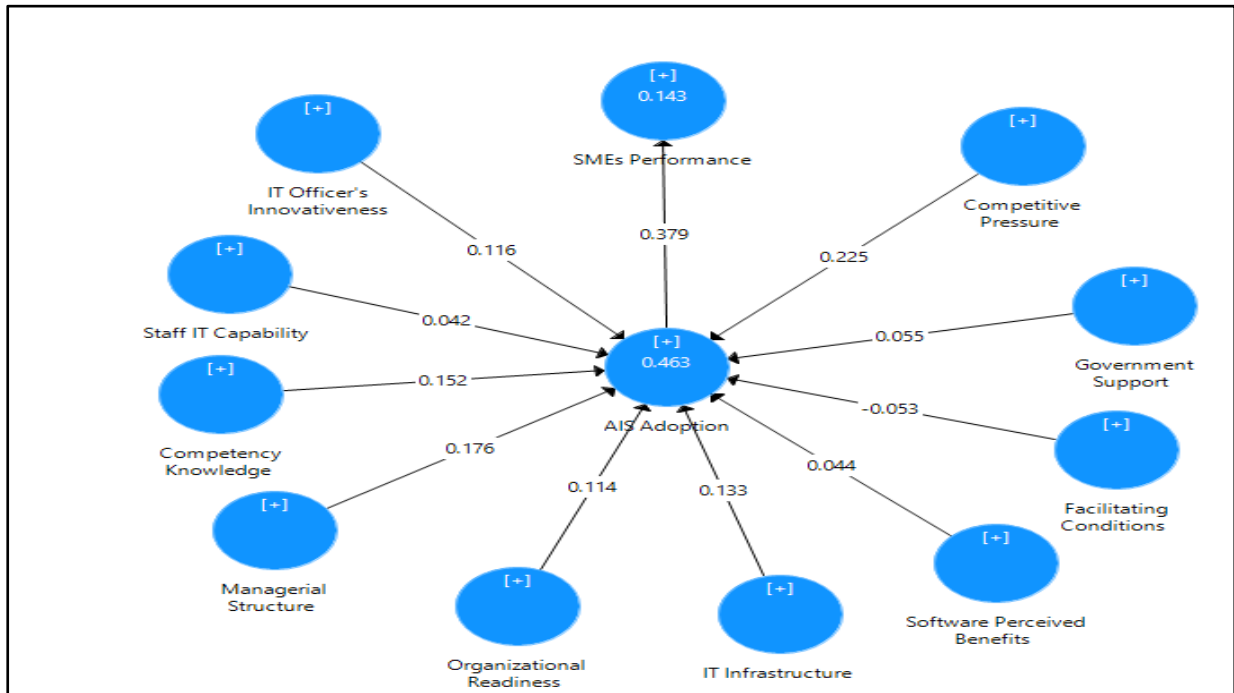 [+]
0.143
SMEs Performance
[+]
IT Officer's
Innovativeness
[+]
Competitive
Pressure
0.116
0.379
0.225
[+]
Staff IT Capability
[+]
Government
Support
0.042
0.055
[+]
0.463
AIS Adoption
[+]
Competency
Knowledge
0.152
-0.053
[+]
Facilitating
Conditions
0.176
0.044
[+]
Managerial
Structure
0.114
0.133
[+]
Software Perceived
Benefits
[+]
Organizational
Readiness
[+]
IT Infrastructure